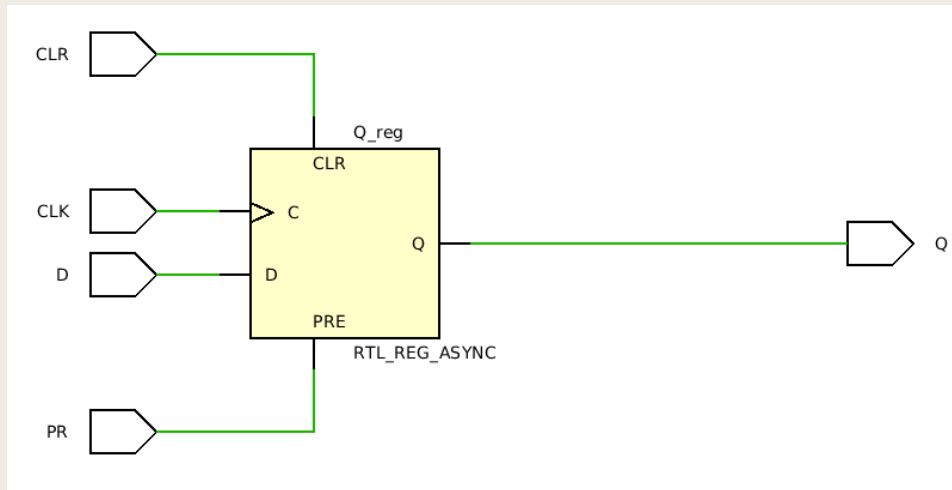 CLR
Q_reg
CLR
CLK
C
Q
Q
D
D
PRE
RTL_REG_ASYNC
PR